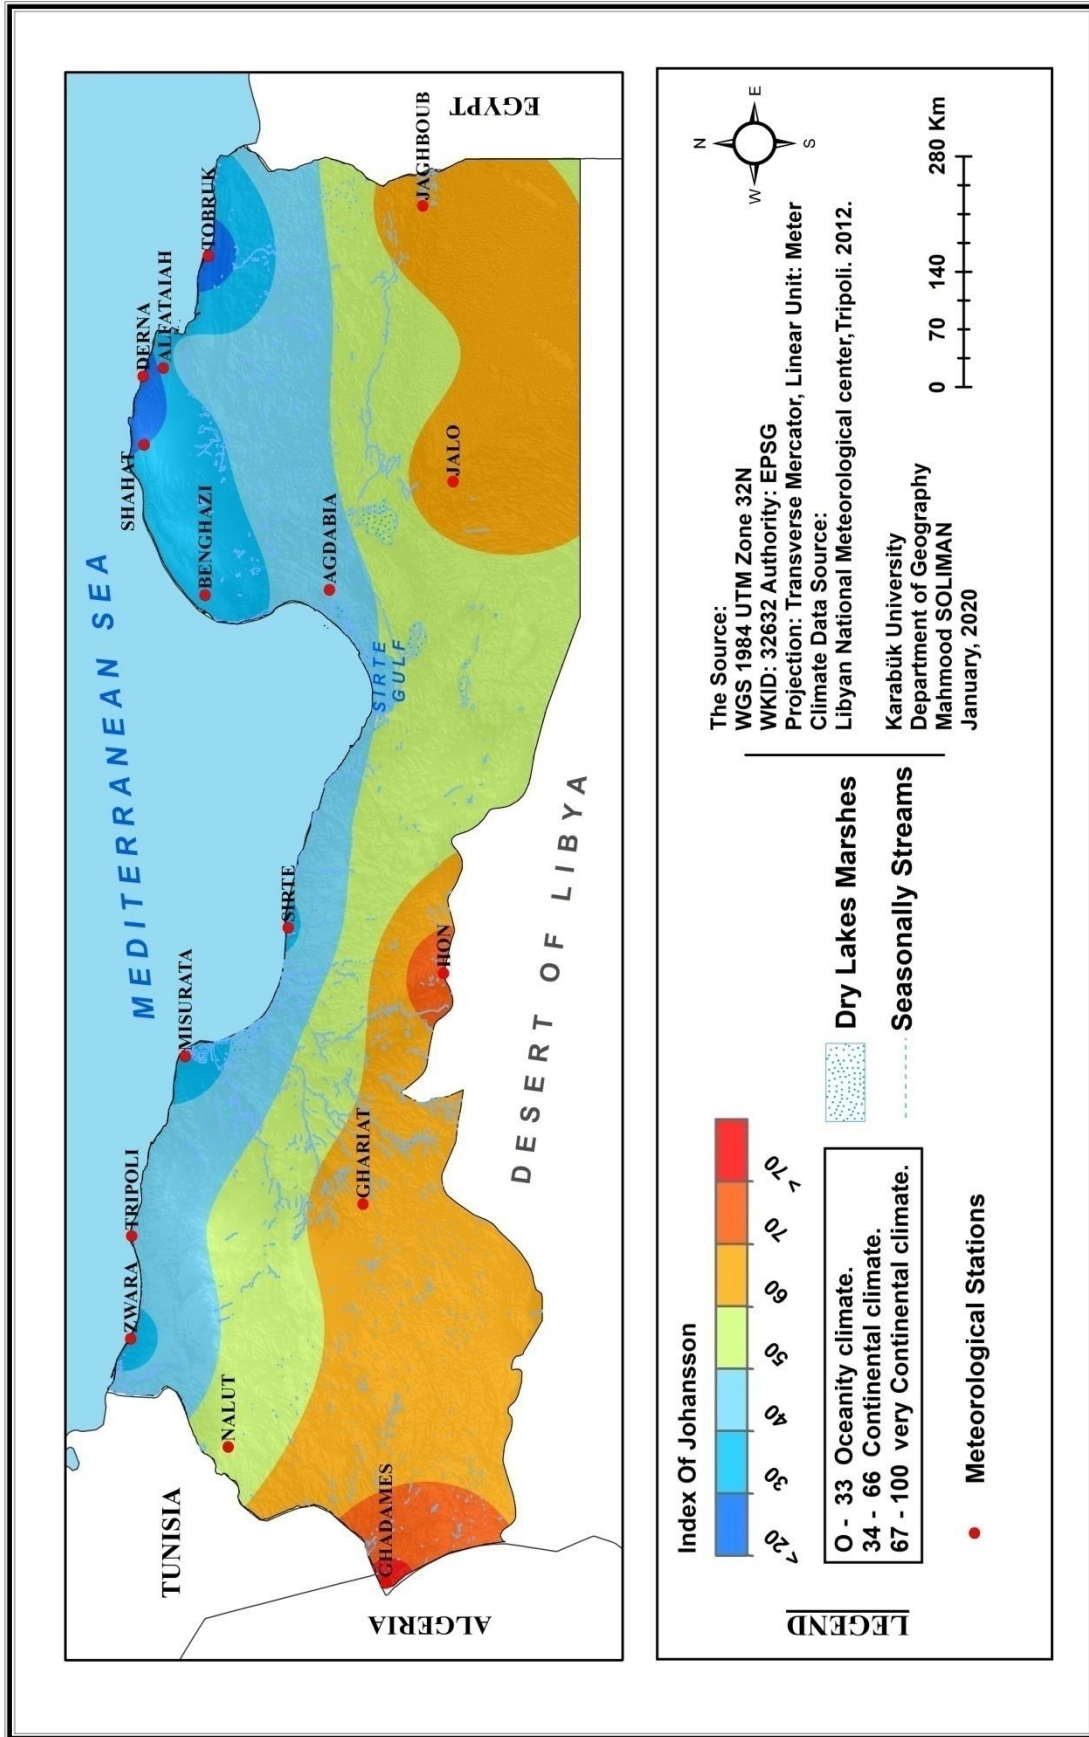 MEDITERRANEAN SEA
TUNISIA
ALGERIA
EGYPT
DESERT OF LIBYA
SIRTE
GULF
ZWARA
TRIPOLI
NALUT
GHADAMES
MISURATA
GHARIAT
SIRTE
HON
SHAHAT
DERNA
ALFATAIAH
BENGHAZI
TOBRUK
AGDABIA
JALO
JAGHBOUB
LEGEND
Index Of Johansson
<20
30
40
50
60
70
> 70
O - 33 Oceanity climate.
34 - 66 Continental climate.
67 - 100 very Continental climate.
Meteorological Stations
Dry Lakes Marshes
Seasonally Streams
The Source:
WGS 1984 UTM Zone 32N
WKID: 32632 Authority: EPSG
Projection: Transverse Mercator, Linear Unit: Meter
Climate Data Source:
Libyan National Meteorological center,Tripoli. 2012.
Karabük University
Department of Geography
Mahmood SOLIMAN
January, 2020
N
W
E
S
0 70 140 280 Km